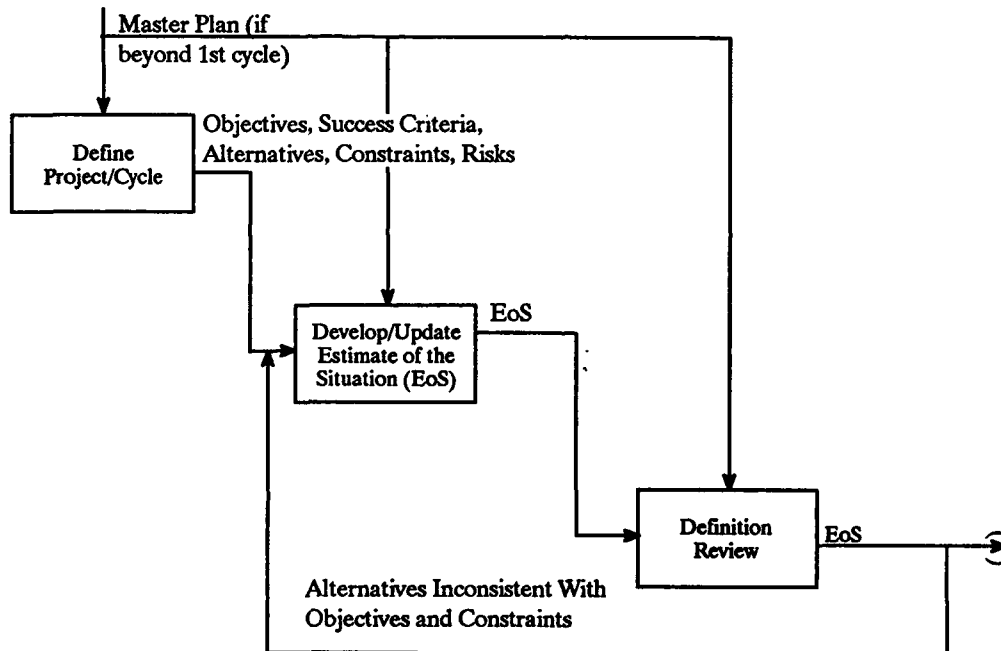 Master Plan (if
beyond 1st cycle)
Define
Project/Cycle
Objectives, Success Criteria,
Alternatives, Constraints, Risks
Develop/Update
Estimate of the
Situation (EoS)
EoS
Definition
Review
EoS
Alternatives Inconsistent With
Objectives and Constraints